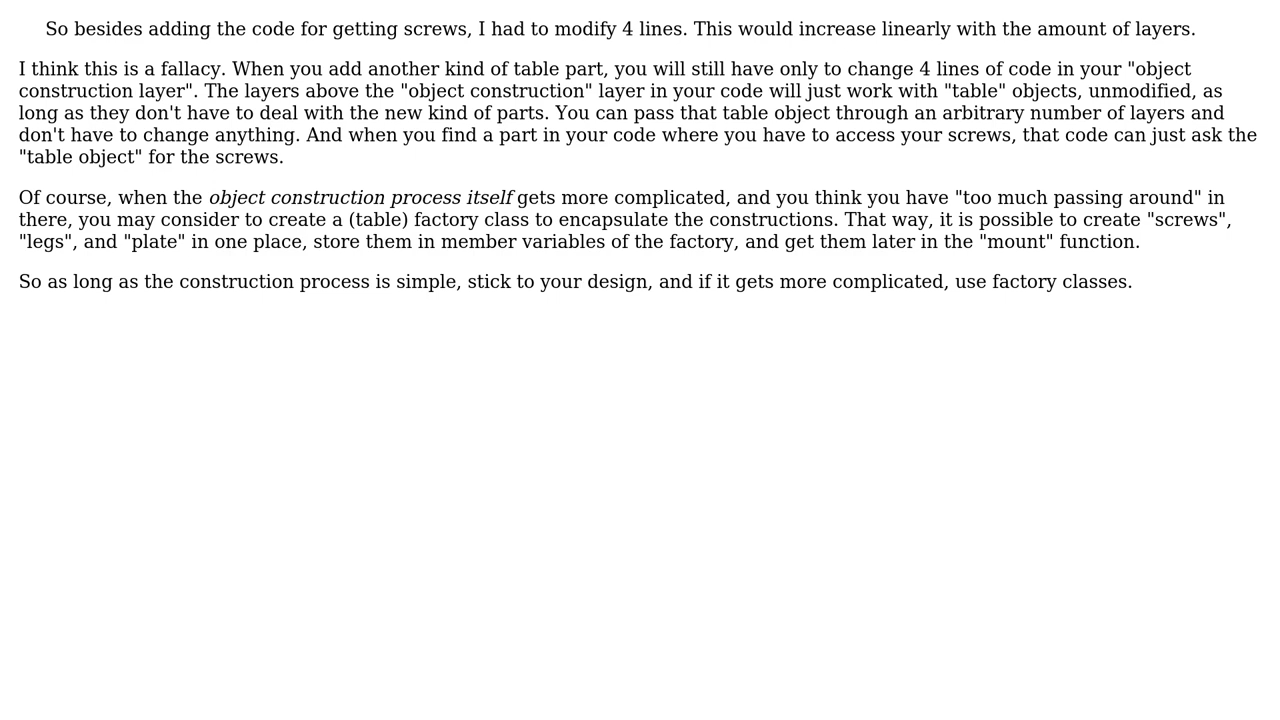 So besides adding the code for getting screws, I had to modify 4 lines. This would increase linearly with the amount of layers.
I think this is a fallacy. When you add another kind of table part, you will still have only to change 4 lines of code in your "object
construction layer". The layers above the "object construction" layer in your code will just work with "table" objects, unmodified, as
long as they don't have to deal with the new kind of parts. You can pass that table object through an arbitrary number of layers and
don't have to change anything. And when you find a part in your code where you have to access your screws, that code can just ask the
"table object" for the screws.
Of course, when the object construction process itself gets more complicated, and you think you have "too much passing around" in
there, you may consider to create a (table) factory class to encapsulate the constructions. That way, it is possible to create "screws",
"legs", and "plate" in one place, store them in member variables of the factory, and get them later in the "mount" function.
So as long as the construction process is simple, stick to your design, and if it gets more complicated, use factory classes.